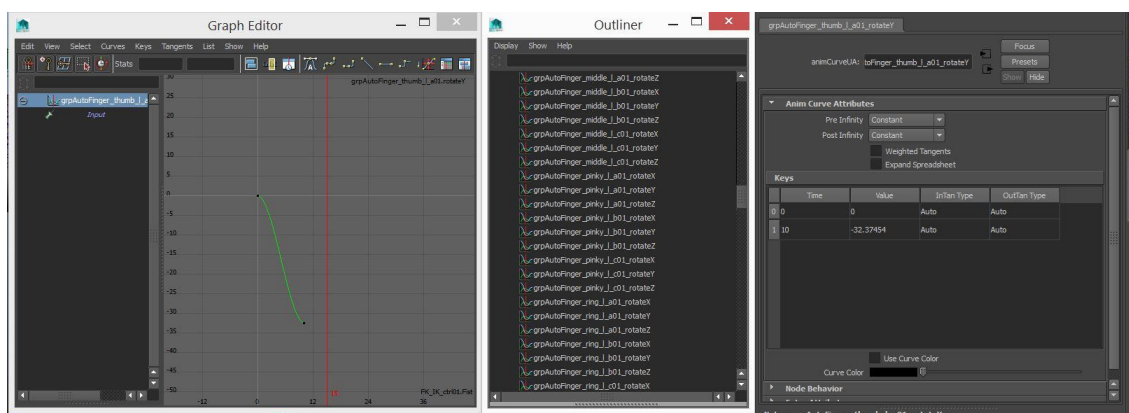 Graph Editor
Edit View Select Curves Keys Tangents List Show Help
Stats
grpAutoFinger_thumb_l_a
Input
grpAutoFinger_thumb_l_a01.rotateY
30
25
20
15
10
5
0
-5
-10
-15
-20
-25
-30
-35
-40
-45
-50
-12 0 12 15 24 36
FK_IK_ctrl01.Fist
Outliner
Display Show Help
grpAutoFinger_middle_l_a01_rotateZ
grpAutoFinger_middle_l_b01_rotateX
grpAutoFinger_middle_l_b01_rotateY
grpAutoFinger_middle_l_b01_rotateZ
grpAutoFinger_middle_l_c01_rotateX
grpAutoFinger_middle_l_c01_rotateY
grpAutoFinger_middle_l_c01_rotateZ
grpAutoFinger_pinky_l_a01_rotateX
grpAutoFinger_pinky_l_a01_rotateY
grpAutoFinger_pinky_l_a01_rotateZ
grpAutoFinger_pinky_l_b01_rotateX
grpAutoFinger_pinky_l_b01_rotateY
grpAutoFinger_pinky_l_b01_rotateZ
grpAutoFinger_pinky_l_c01_rotateX
grpAutoFinger_pinky_l_c01_rotateY
grpAutoFinger_pinky_l_c01_rotateZ
grpAutoFinger_ring_l_a01_rotateX
grpAutoFinger_ring_l_a01_rotateY
grpAutoFinger_ring_l_a01_rotateZ
grpAutoFinger_ring_l_b01_rotateX
grpAutoFinger_ring_l_b01_rotateY
grpAutoFinger_ring_l_b01_rotateZ
grpAutoFinger_ring_l_c01_rotateX
grpAutoFinger_thumb_l_a01_rotateY
Focus
animCurveUA: toFinger_thumb_l_a01_rotateY
Presets
Show Hide
Anim Curve Attributes
Pre Infinity Constant
Post Infinity Constant
Weighted Tangents
Expand Spreadsheet
Keys
Time Value InTan Type OutTan Type
0 0 0 Auto Auto
1 10 -32.37454 Auto Auto
Use Curve Color
Curve Color
Node Behavior